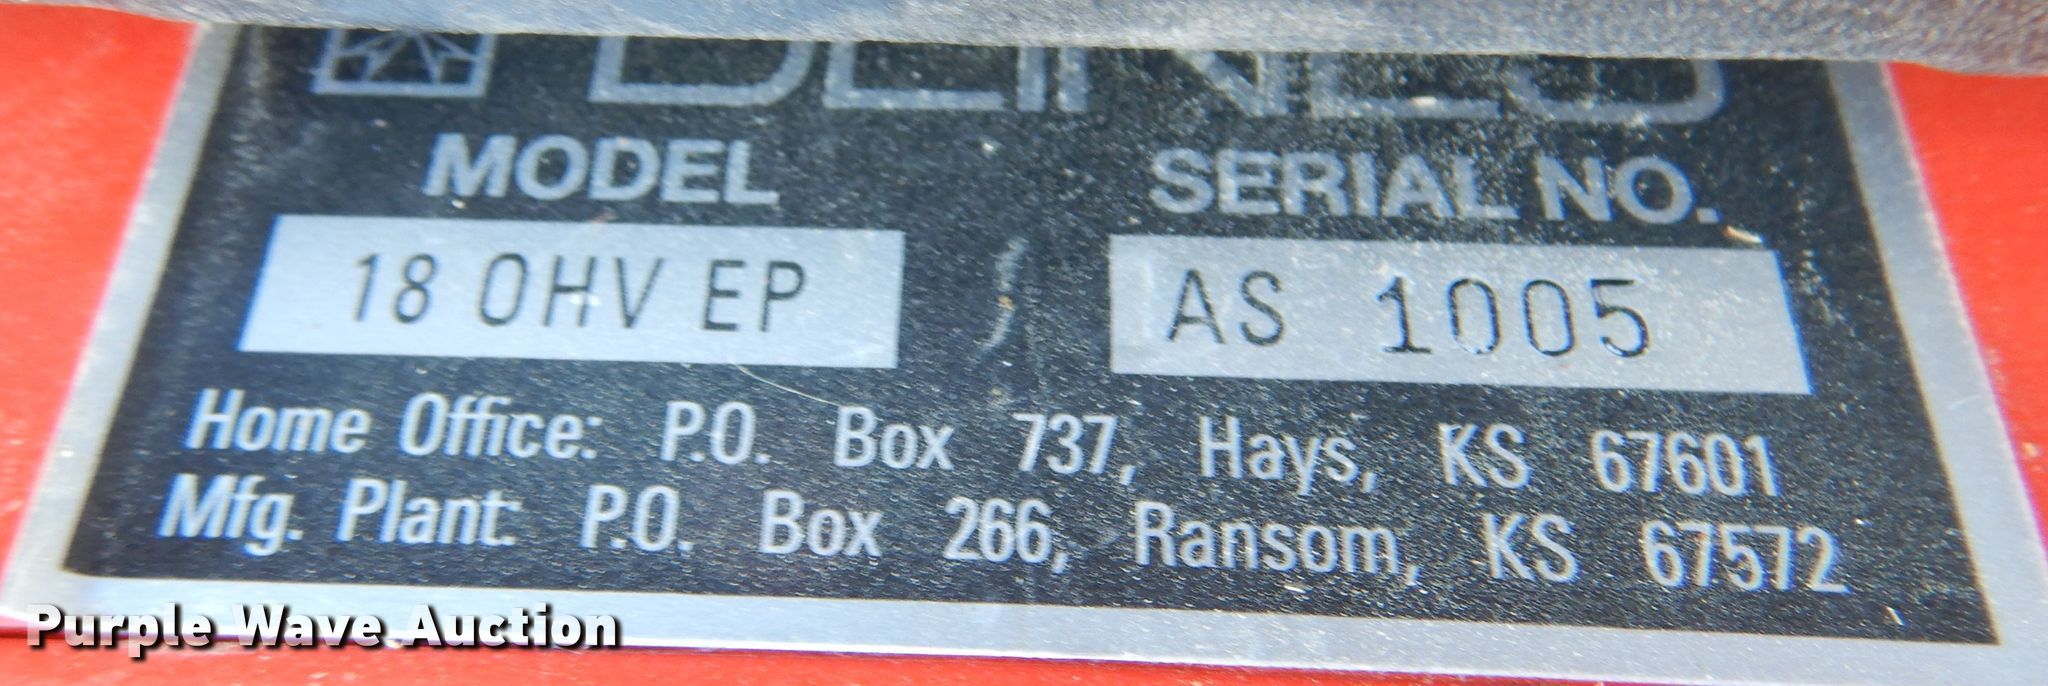 MODEL SERIAL NO.
18 OHV EP AS 1005
Home Office: P.O. Box 737, Hays, KS 67601
Mfg. Plant: P.O. Box 266, Ransom, KS 67572
Purple Wave Auction